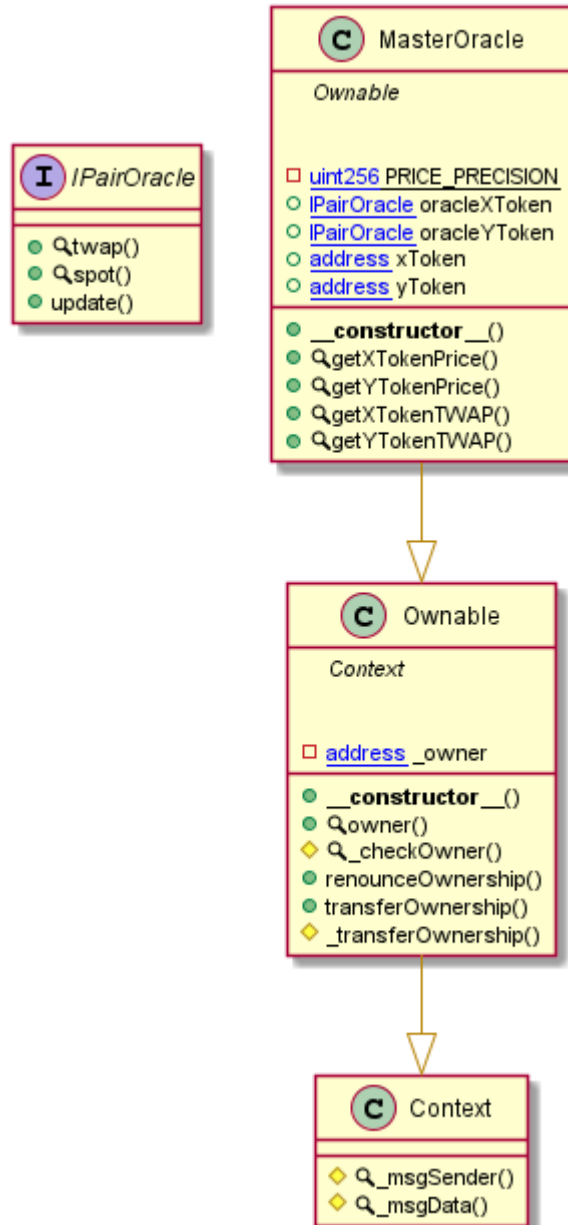 C MasterOracle
Ownable
uint256 PRICE_PRECISION
IPairOracle oracleXToken
IPairOracle oracleYToken
address xToken
address yToken
__constructor__()
getXTokenPrice()
getYTokenPrice()
getXTokenTWAP()
getYTokenTWAP()
I IPairOracle
twap()
spot()
update()
C Ownable
Context
address _owner
__constructor__()
owner()
_checkOwner()
renounceOwnership()
transferOwnership()
_transferOwnership()
C Context
_msgSender()
_msgData()